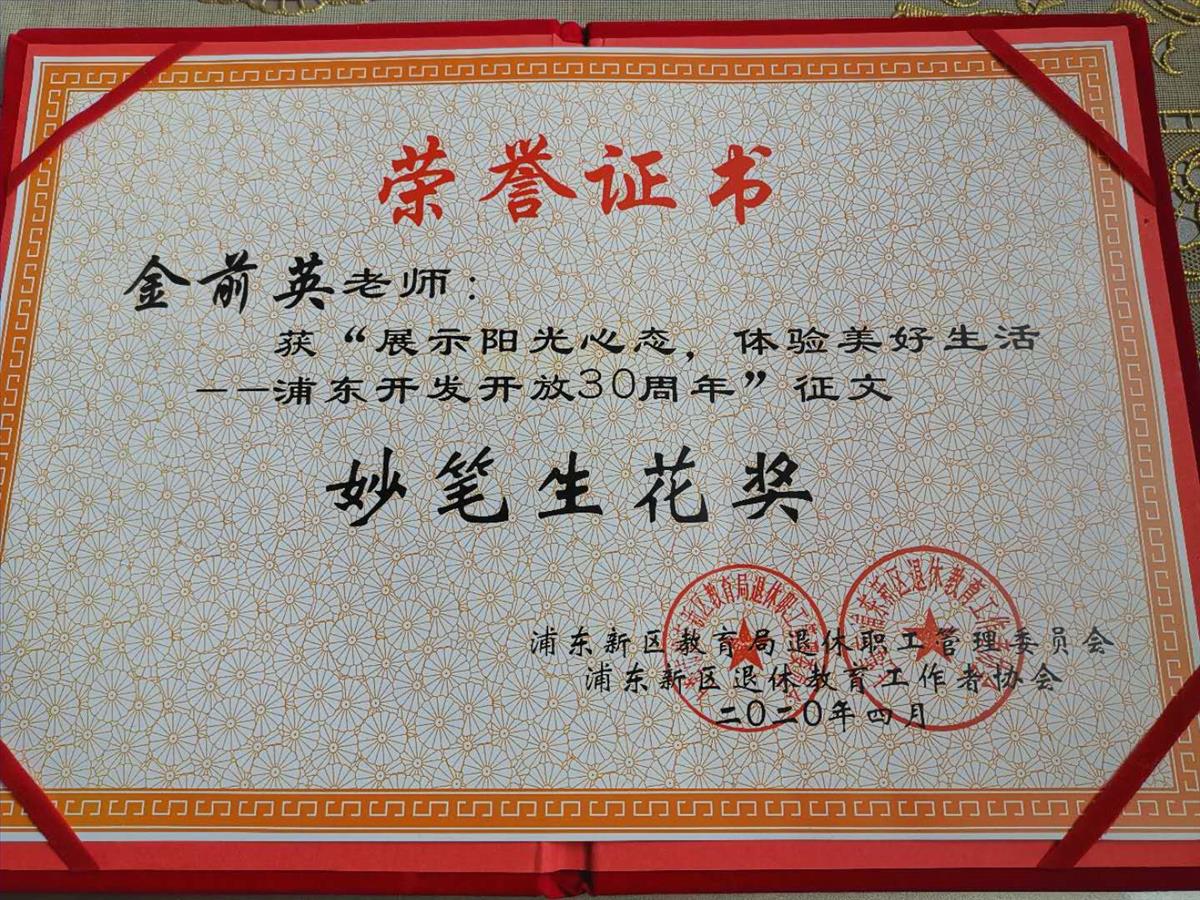 荣誉证书
金前英老师：
获“展示阳光心态，体验美好生活
——浦东开发开放30周年”征文
妙笔生花奖
浦东新区教育局退休职工管理委员会
浦东新区退休教育工作者协会
二0二0年四月